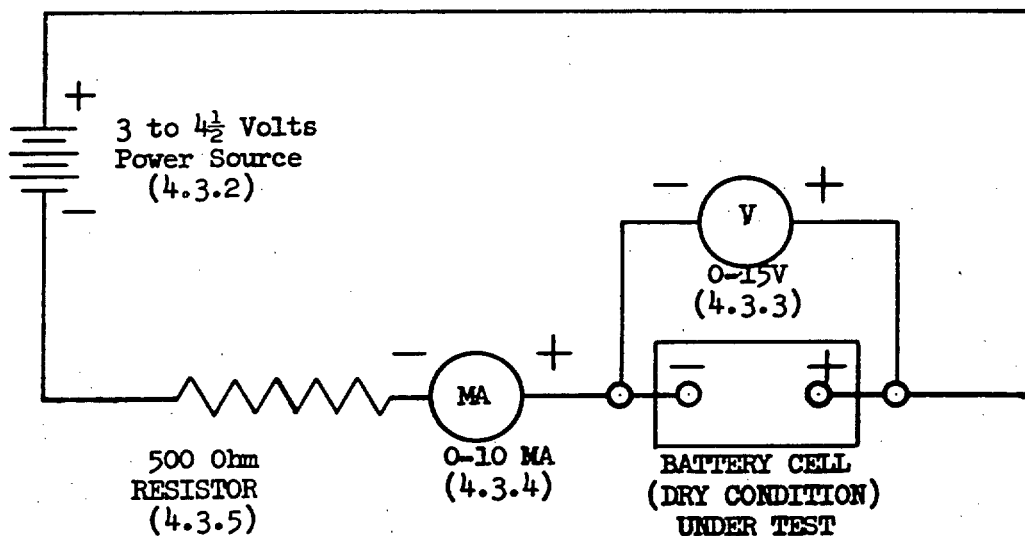 +
3 to 4½ Volts
Power Source
(4.3.2)
−
− V +
0-15V
(4.3.3)
− MA +
− +
0-10 MA
(4.3.4)
500 Ohm
RESISTOR
(4.3.5)
BATTERY CELL
(DRY CONDITION)
UNDER TEST